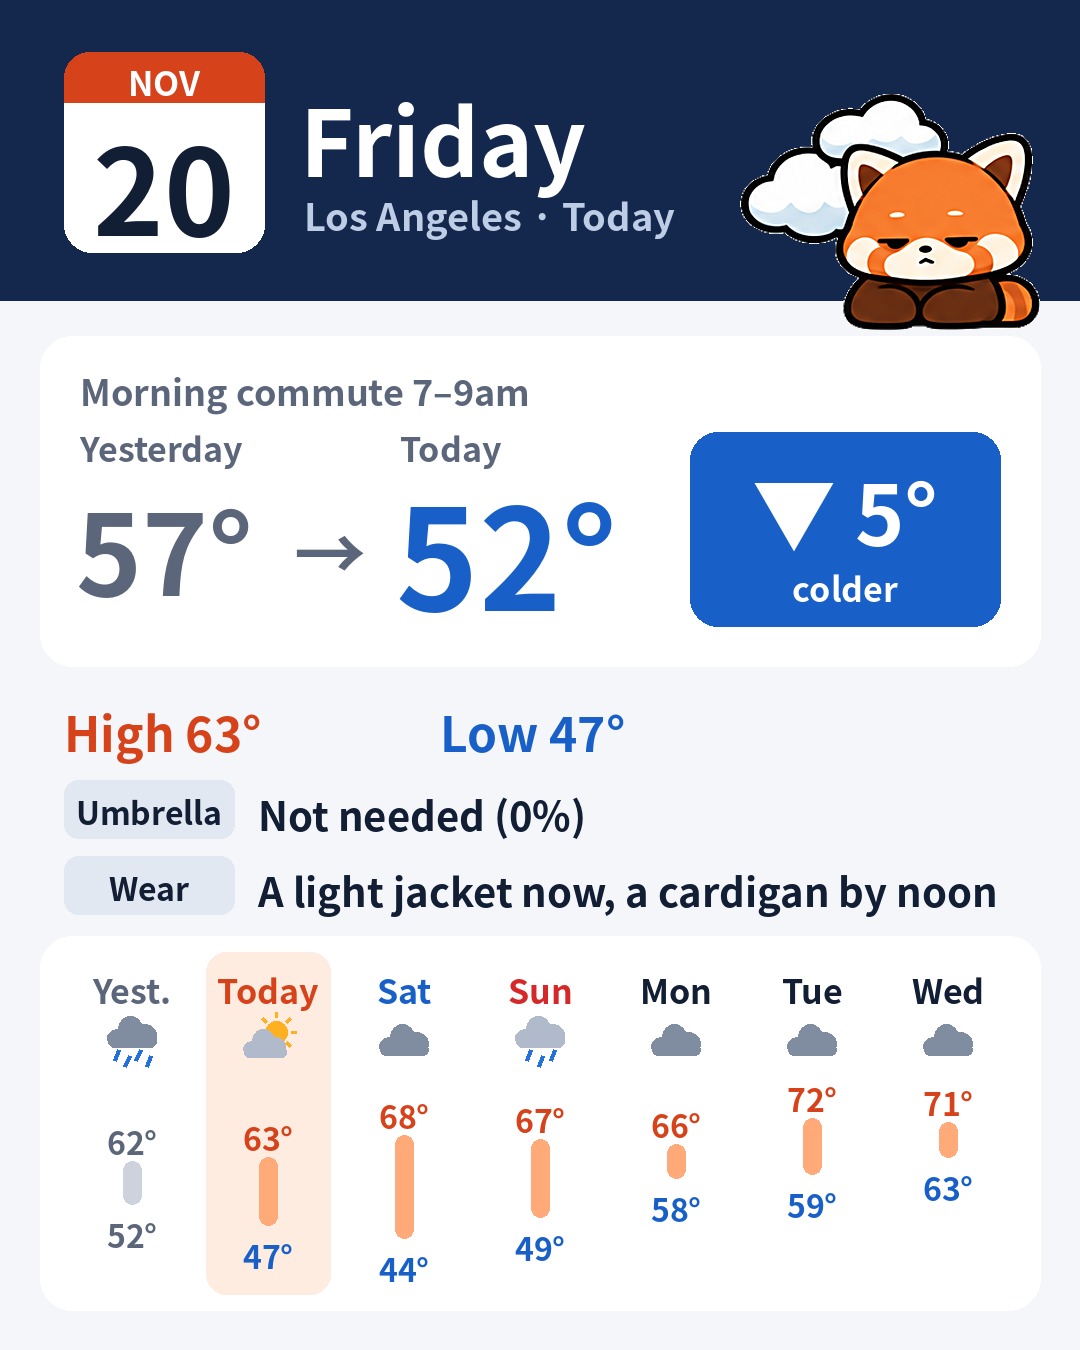 NOV
20
Friday
Los Angeles · Today
Morning commute 7–9am
Yesterday Today
57° → 52° ▼ 5°
colder
High 63° Low 47°
Umbrella Not needed (0%)
Wear A light jacket now, a cardigan by noon
Yest. Today Sat Sun Mon Tue Wed
62° 63° 68° 67° 66° 72° 71°
52° 47° 44° 49° 58° 59° 63°